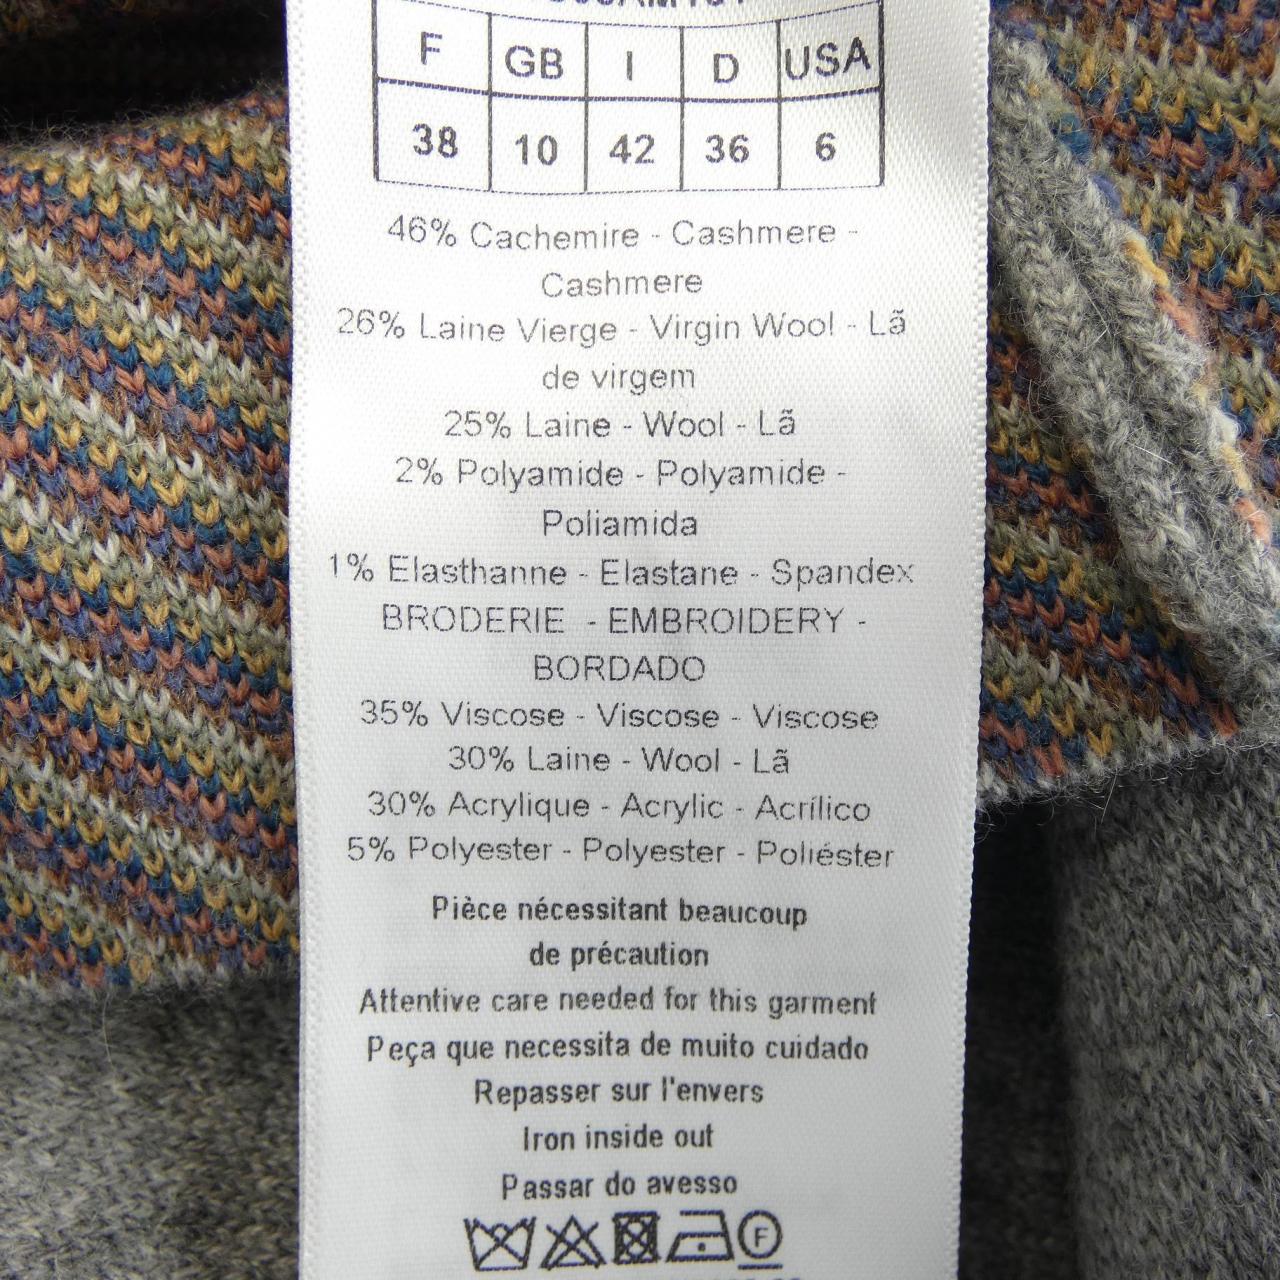 F GB I D USA
38 10 42 36 6
46% Cachemire - Cashmere -
Cashmere
26% Laine Vierge - Virgin Wool - Lã
de virgem
25% Laine - Wool - Lã
2% Polyamide - Polyamide -
Poliamida
1% Elasthanne - Elastane - Spandex
BRODERIE - EMBROIDERY -
BORDADO
35% Viscose - Viscose - Viscose
30% Laine - Wool - Lã
30% Acrylique - Acrylic - Acrílico
5% Polyester - Polyester - Poliéster
Pièce nécessitant beaucoup
de précaution
Attentive care needed for this garment
Peça que necessita de muito cuidado
Repasser sur l'envers
Iron inside out
Passar do avesso
F